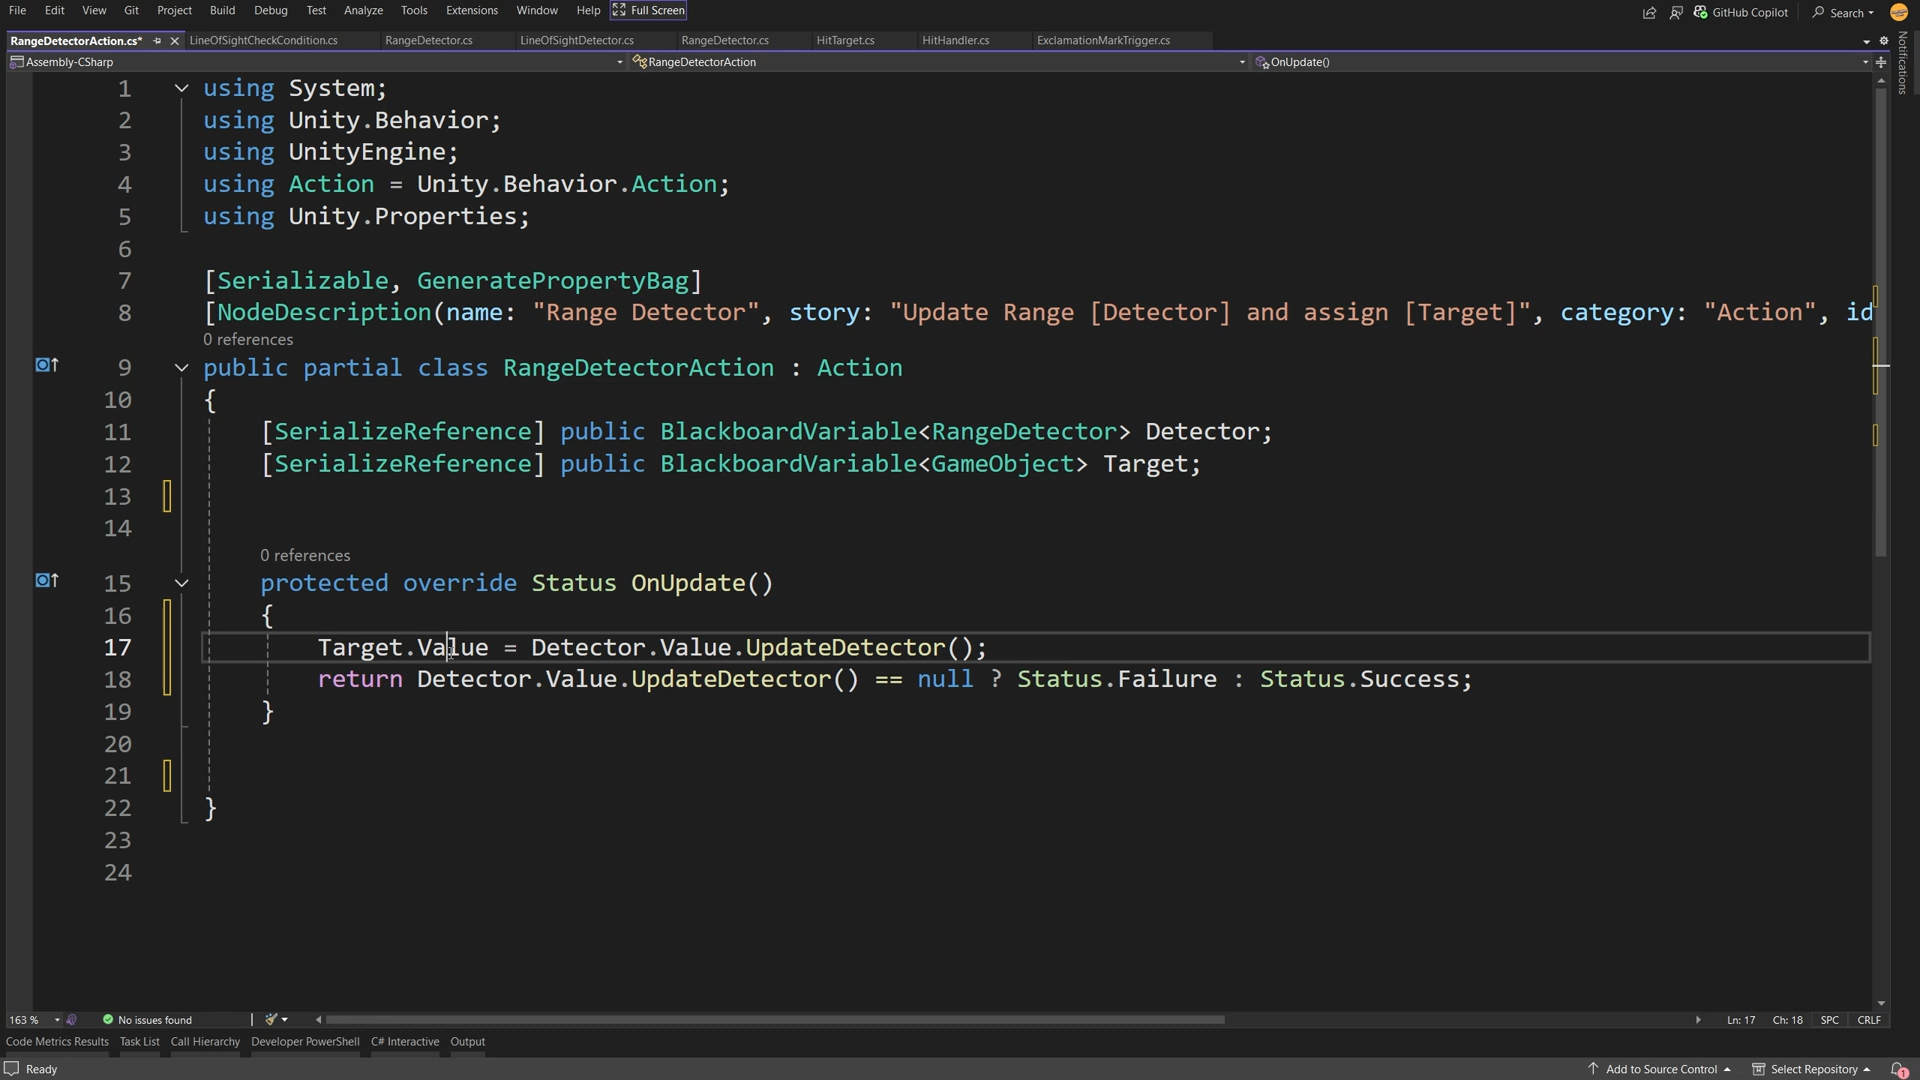 File Edit View Git Project Build Debug Test Analyze Tools Extensions Window Help Full Screen GitHub Copilot Search
RangeDetectorAction.cs* LineOfSightCheckCondition.cs RangeDetector.cs LineOfSightDetector.cs RangeDetector.cs HitTarget.cs HitHandler.cs ExclamationMarkTrigger.cs
Notifications
Assembly-CSharp RangeDetectorAction OnUpdate()
1 using System;
2 using Unity.Behavior;
3 using UnityEngine;
4 using Action = Unity.Behavior.Action;
5 using Unity.Properties;
6
7 [Serializable, GeneratePropertyBag]
8 [NodeDescription(name: "Range Detector", story: "Update Range [Detector] and assign [Target]", category: "Action", id
0 references
9 public partial class RangeDetectorAction : Action
10 {
11 [SerializeReference] public BlackboardVariable<RangeDetector> Detector;
12 [SerializeReference] public BlackboardVariable<GameObject> Target;
13
14
0 references
15 protected override Status OnUpdate()
16 {
17 Target.Value = Detector.Value.UpdateDetector();
18 return Detector.Value.UpdateDetector() == null ? Status.Failure : Status.Success;
19 }
20
21
22 }
23
24
163 % No issues found Ln: 17 Ch: 18 SPC CRLF
Code Metrics Results Task List Call Hierarchy Developer PowerShell C# Interactive Output
Ready Add to Source Control Select Repository 1